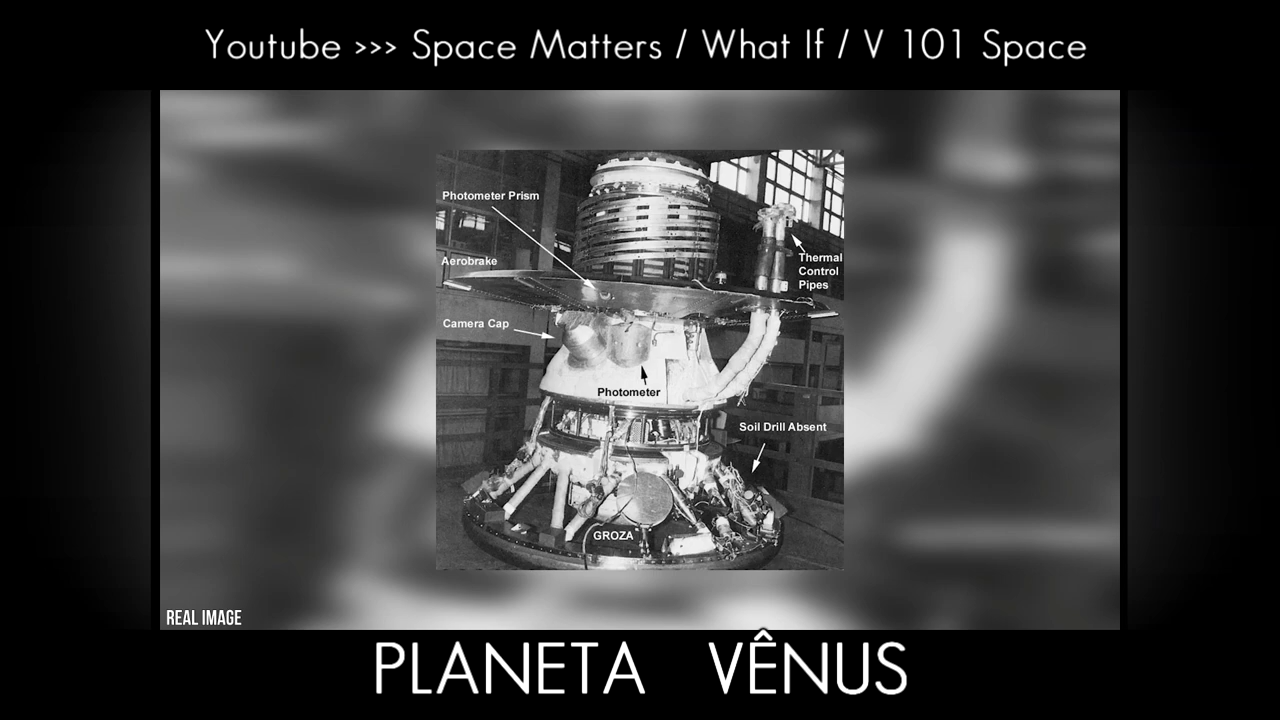 Youtube >>> Space Matters / What If / V 101 Space
Photometer Prism
Aerobrake
Thermal
Control
Pipes
Camera Cap
Photometer
Soil Drill Absent
GROZA
REAL IMAGE
PLANETA VÊNUS